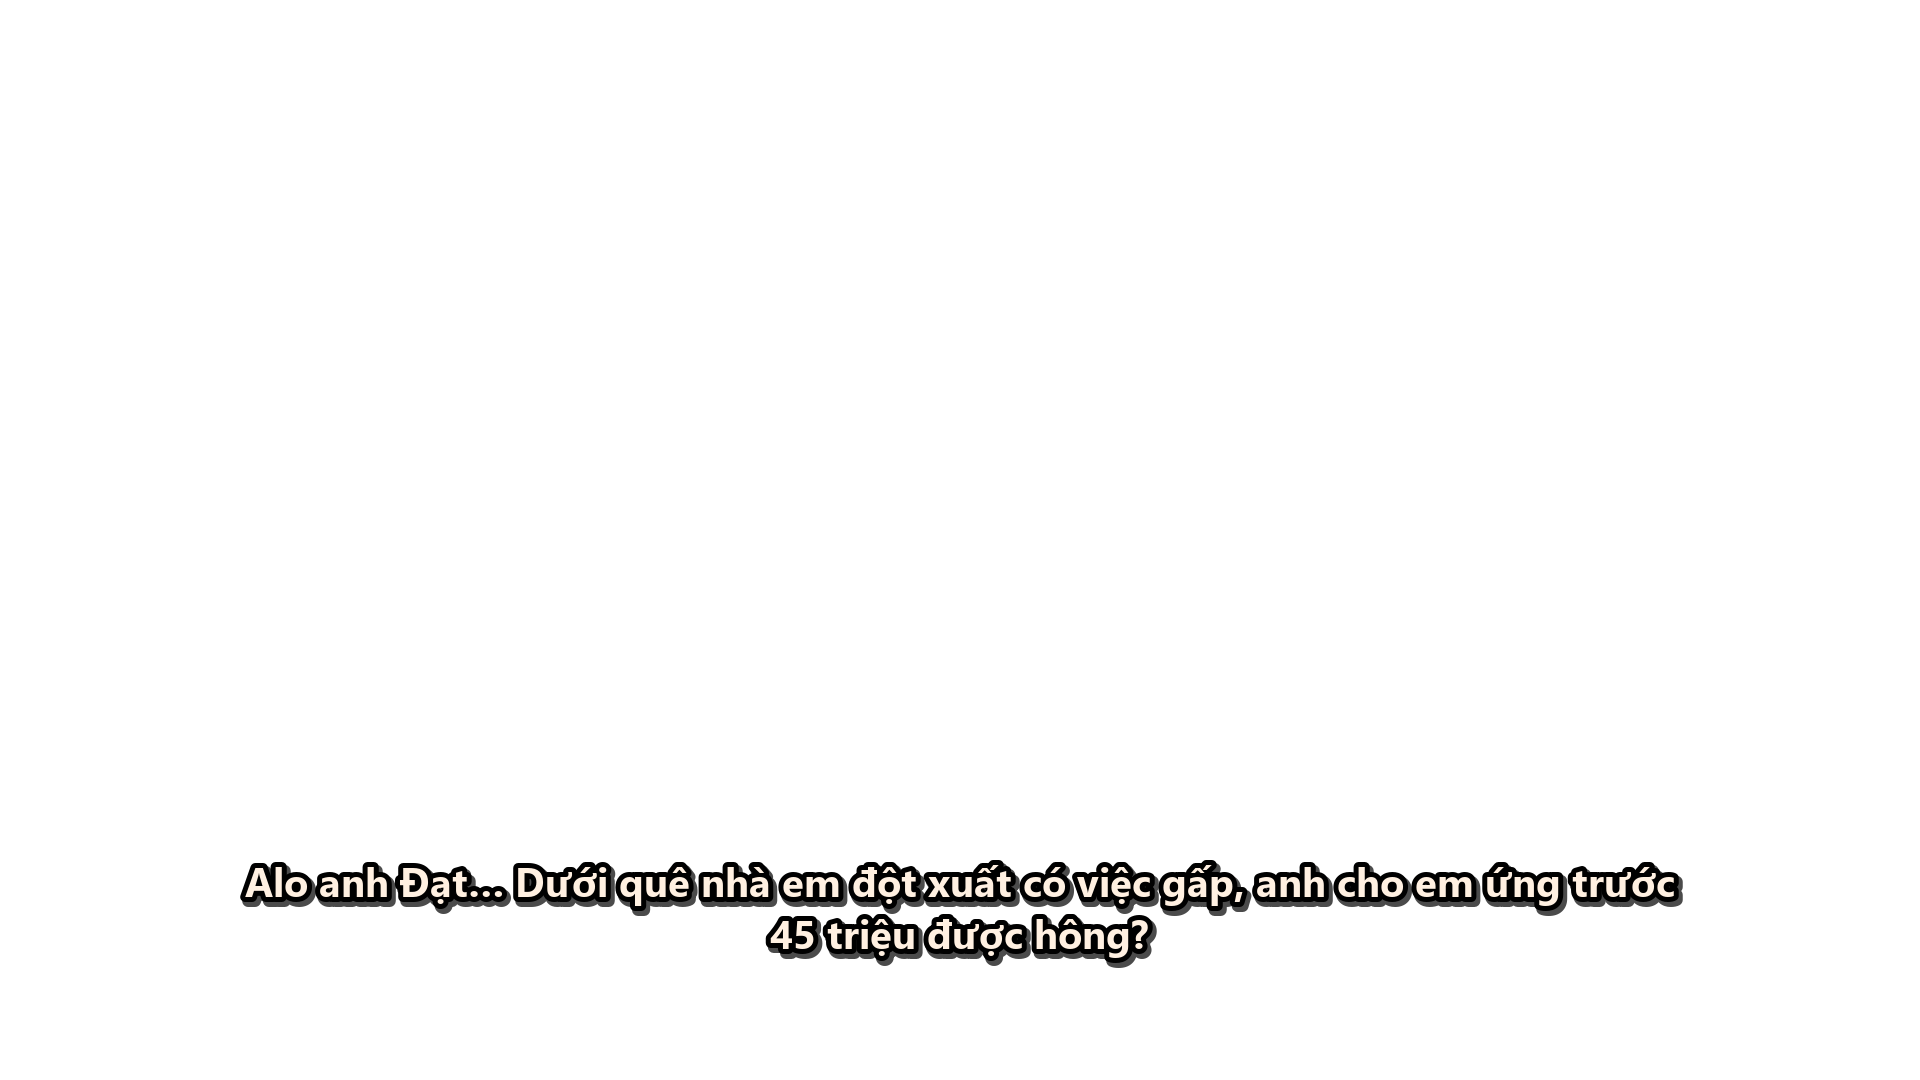 Alo anh Đạt... Dưới quê nhà em đột xuất có việc gấp, anh cho em ứng trước
45 triệu được hông?